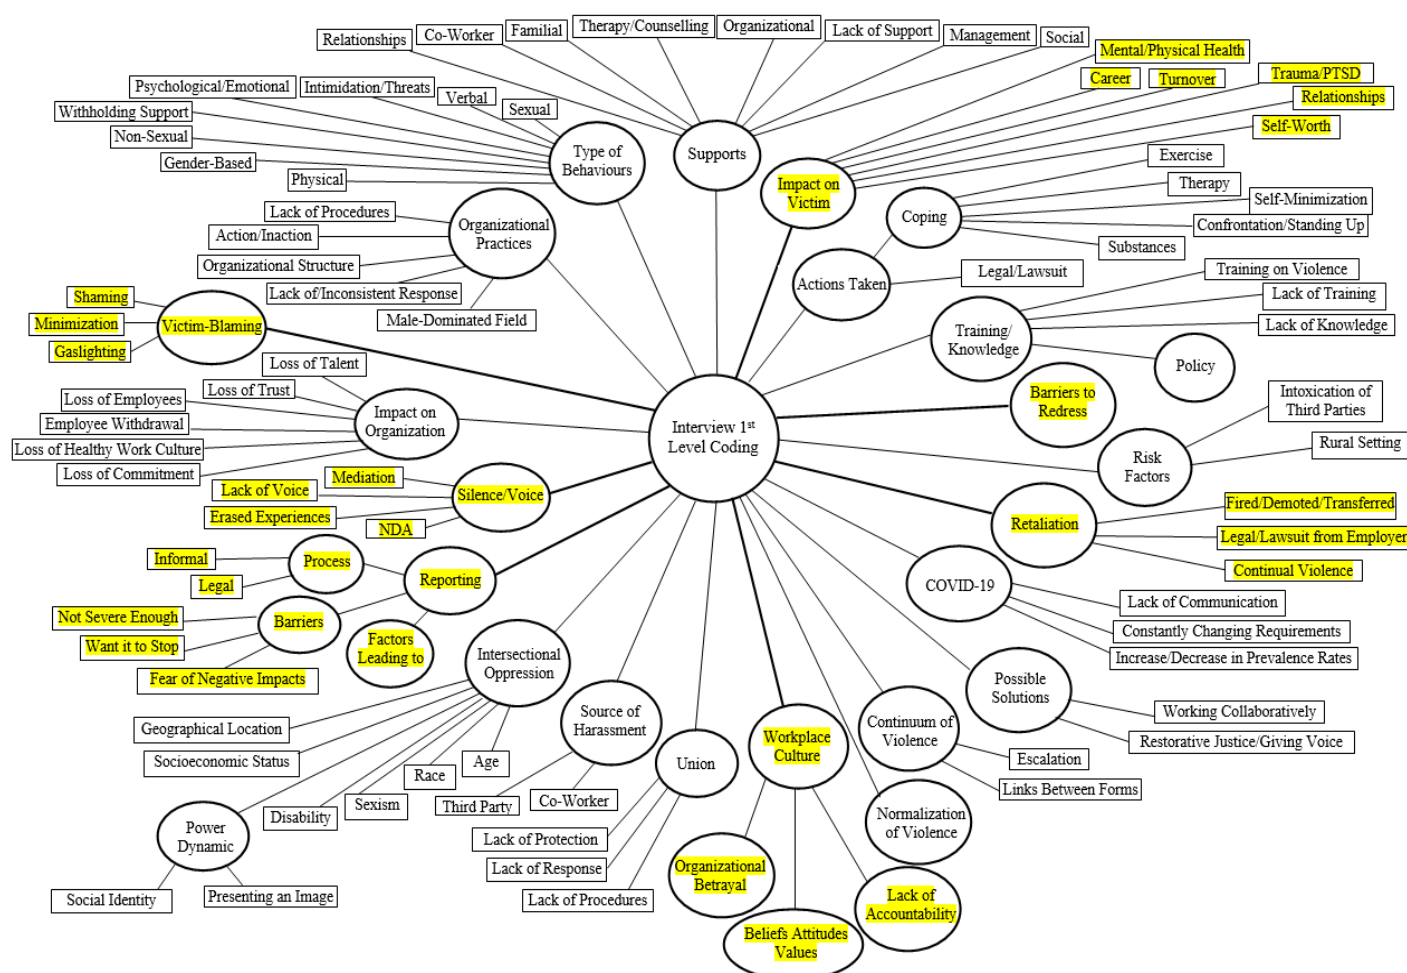 Therapy/Counselling
Organizational
Familial
Lack of Support
Co-Worker
Management
Social
Relationships
Mental/Physical Health
Career
Turnover
Trauma/PTSD
Relationships
Self-Worth
Psychological/Emotional
Intimidation/Threats
Verbal
Sexual
Withholding Support
Non-Sexual
Gender-Based
Physical
Type of
Behaviours
Supports
Impact on
Victim
Exercise
Therapy
Self-Minimization
Confrontation/Standing Up
Substances
Coping
Actions Taken
Legal/Lawsuit
Lack of Procedures
Action/Inaction
Organizational Structure
Lack of/Inconsistent Response
Male-Dominated Field
Organizational
Practices
Training on Violence
Lack of Training
Lack of Knowledge
Training/
Knowledge
Policy
Shaming
Minimization
Gaslighting
Victim-Blaming
Barriers to
Redress
Intoxication of
Third Parties
Rural Setting
Risk
Factors
Loss of Talent
Loss of Trust
Loss of Employees
Employee Withdrawal
Loss of Healthy Work Culture
Loss of Commitment
Impact on
Organization
Interview 1st
Level Coding
Mediation
Lack of Voice
Erased Experiences
NDA
Silence/Voice
Retaliation
Fired/Demoted/Transferred
Legal/Lawsuit from Employer
Continual Violence
Informal
Legal
Process
Reporting
Not Severe Enough
Want it to Stop
Fear of Negative Impacts
Barriers
Factors
Leading to
COVID-19
Lack of Communication
Constantly Changing Requirements
Increase/Decrease in Prevalence Rates
Intersectional
Oppression
Geographical Location
Socioeconomic Status
Power
Dynamic
Social Identity
Presenting an Image
Disability
Sexism
Race
Age
Source of
Harassment
Third Party
Co-Worker
Union
Lack of Protection
Lack of Response
Lack of Procedures
Workplace
Culture
Organizational
Betrayal
Beliefs Attitudes
Values
Lack of
Accountability
Continuum of
Violence
Escalation
Links Between Forms
Normalization
of Violence
Possible
Solutions
Working Collaboratively
Restorative Justice/Giving Voice